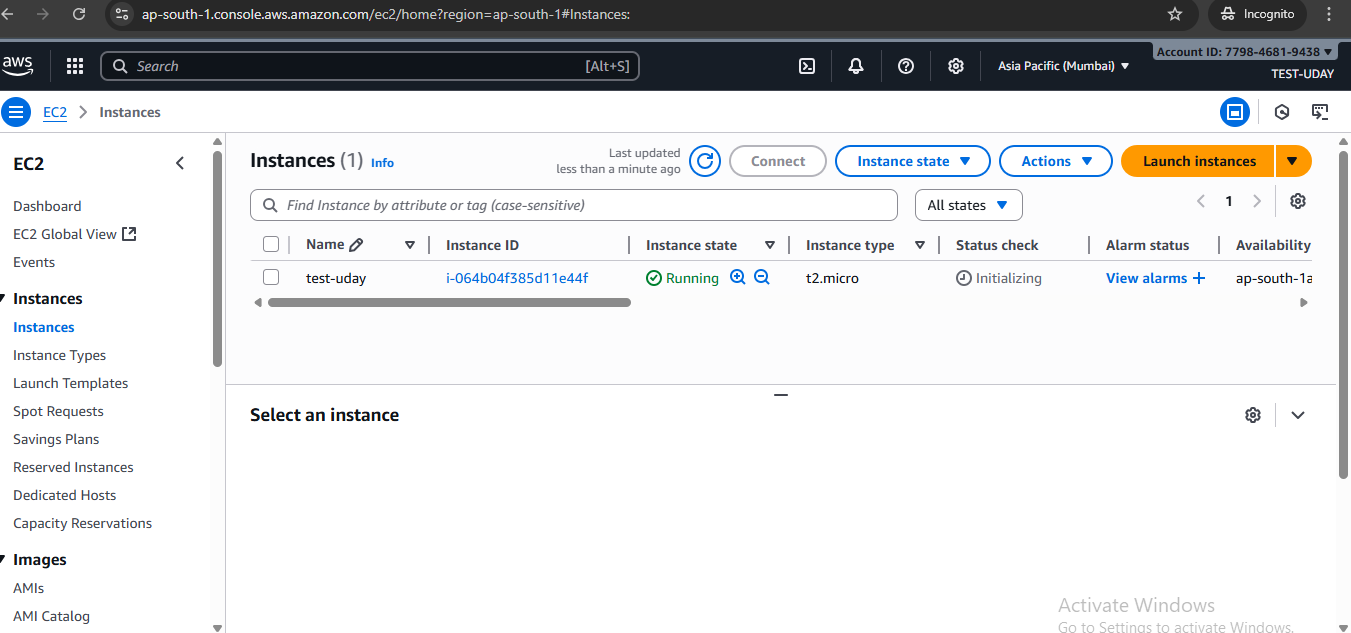 ap-south-1.console.aws.amazon.com/ec2/home?region=ap-south-1#Instances:
Incognito
aws
Search
[Alt+S]
Asia Pacific (Mumbai)
Account ID: 7798-4681-9438
TEST-UDAY
EC2
Instances
EC2
Dashboard
EC2 Global View
Events
Instances
Instances
Instance Types
Launch Templates
Spot Requests
Savings Plans
Reserved Instances
Dedicated Hosts
Capacity Reservations
Images
AMIs
AMI Catalog
Instances (1) Info
Last updated
less than a minute ago
Connect
Instance state
Actions
Launch instances
Find Instance by attribute or tag (case-sensitive)
All states
1
Name Instance ID Instance state Instance type Status check Alarm status Availability
test-uday i-064b04f385d11e44f Running t2.micro Initializing View alarms + ap-south-1a
Select an instance
Activate Windows
Go to Settings to activate Windows.